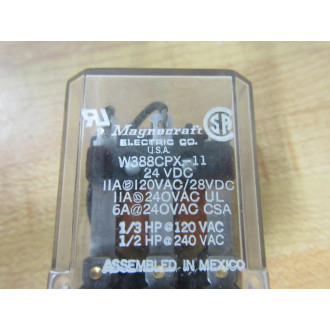 Magnecraft
ELECTRIC CO.
U.S.A.
W388CPX-11
24 VDC
11A@120VAC/28VDC
11A@240VAC UL
6A@240VAC CSA
1/3 HP@120 VAC
1/2 HP@240 VAC
ASSEMBLED IN MEXICO